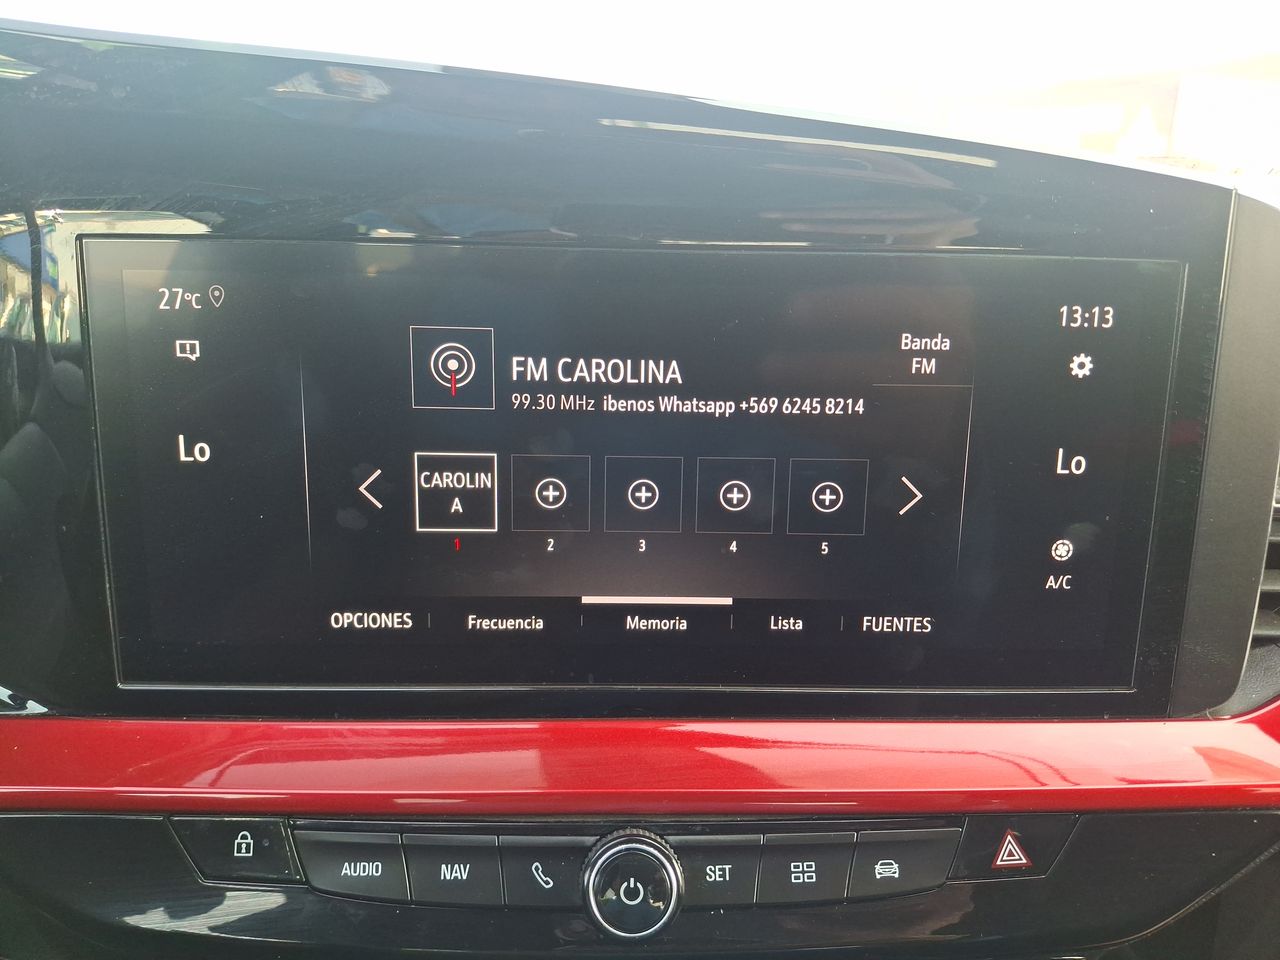 27°C
13:13
Banda
FM
FM CAROLINA
99.30 MHz ibenos Whatsapp +569 6245 8214
Lo
Lo
CAROLIN
A
1
2
3
4
5
A/C
OPCIONES
Frecuencia
Memoria
Lista
FUENTES
AUDIO
NAV
SET